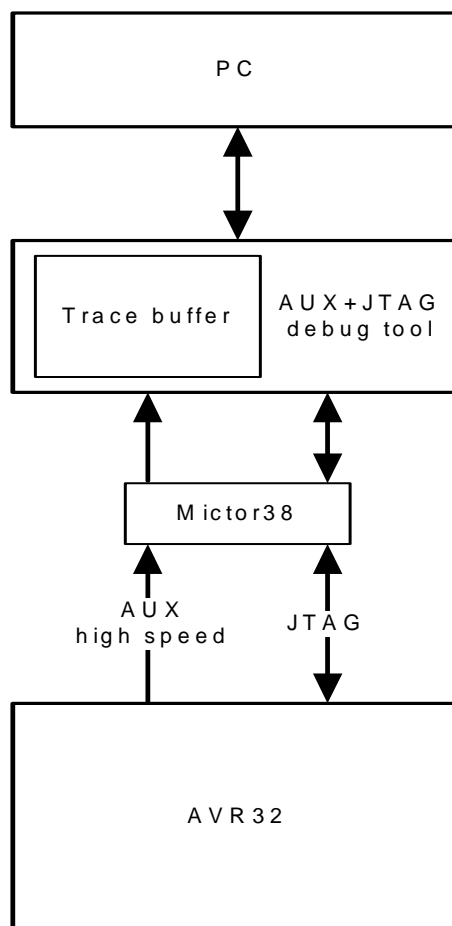 PC
Trace buffer
AUX+JTAG
debug tool
Mictor38
AUX
high speed
JTAG
AVR32